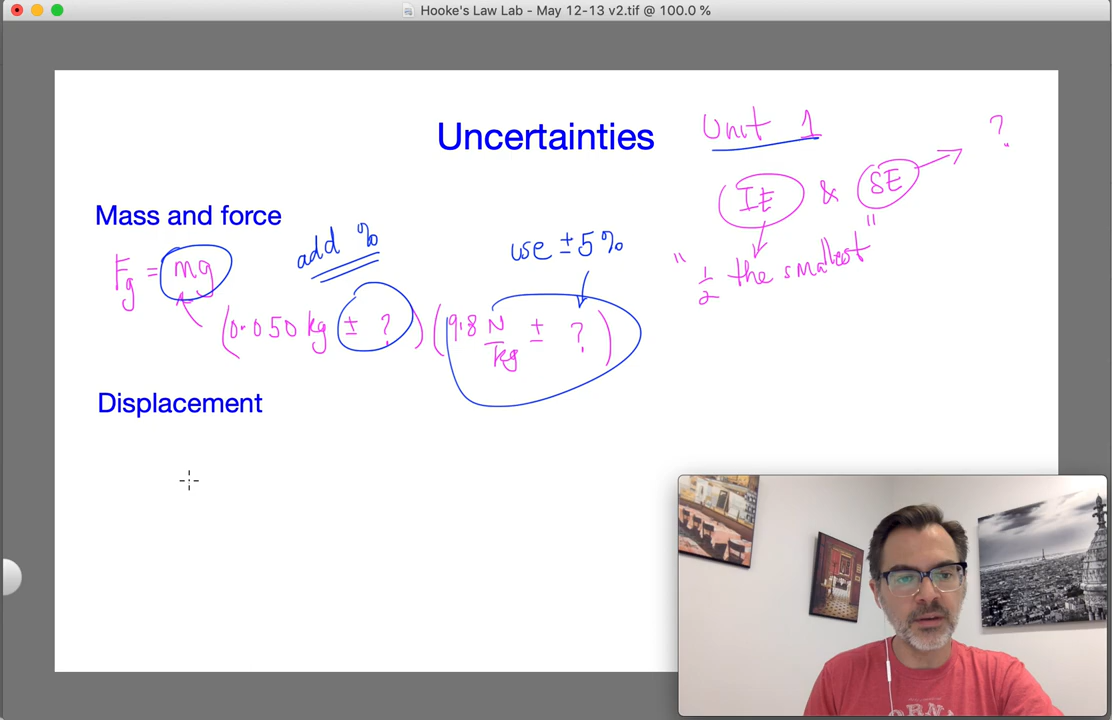 Hooke's Law Lab - May 12-13 v2.tif @ 100.0 %
Uncertainties
Unit 1
?
IE & SE
"1/2 the smallest"
Mass and force
add %
use ±5%
Fg = mg
(0.050 kg ± ?) (9.8 N/kg ± ?)
Displacement